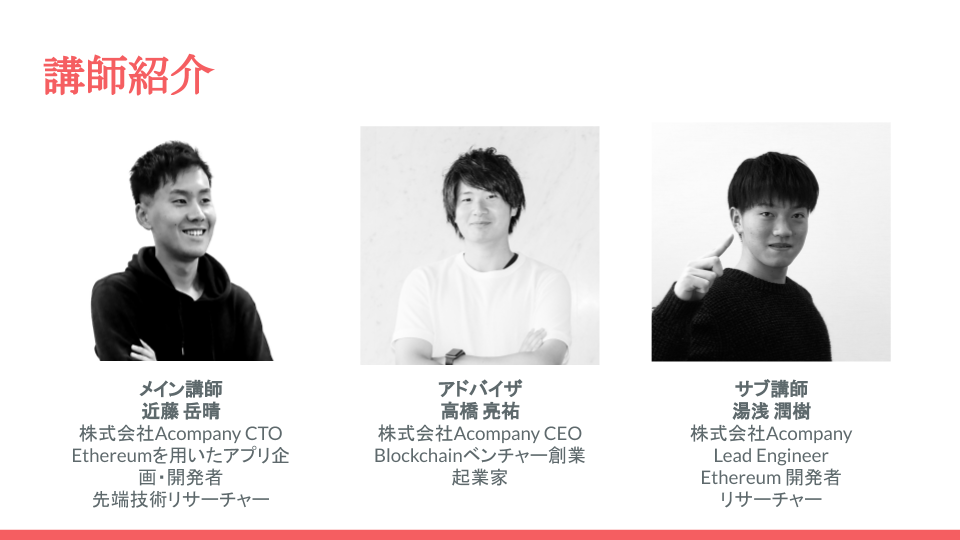 講師紹介
メイン講師
近藤 岳晴
株式会社Acompany CTO
Ethereumを用いたアプリ企
画・開発者
先端技術リサーチャー
アドバイザ
高橋 亮祐
株式会社Acompany CEO
Blockchainベンチャー創業
起業家
サブ講師
湯浅 潤樹
株式会社Acompany
Lead Engineer
Ethereum 開発者
リサーチャー